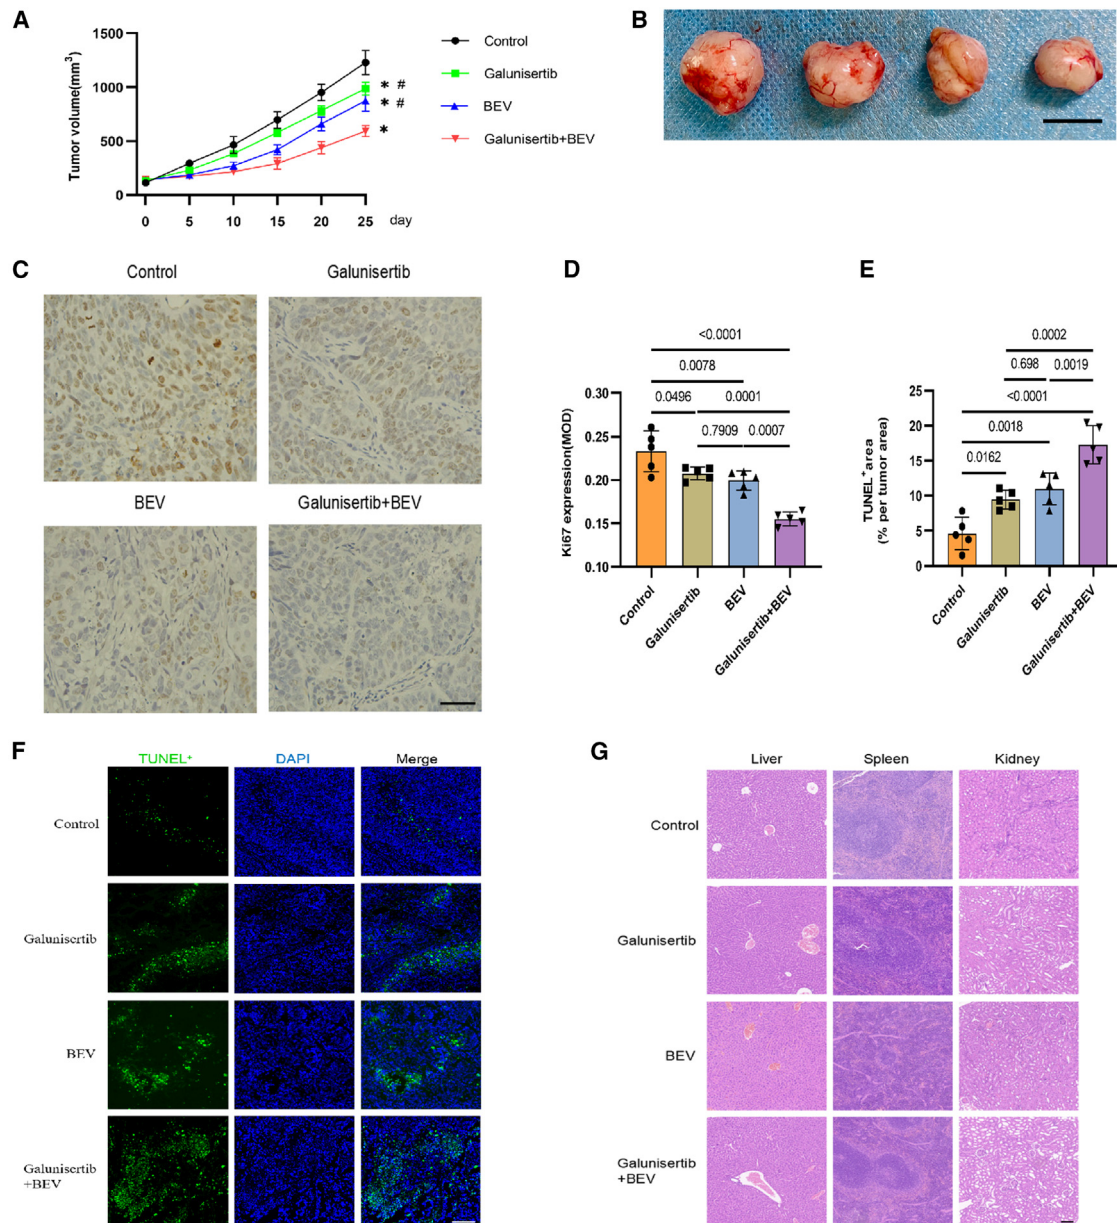 A
Tumor volume(mm³)
1500
1000
500
0
0 5 10 15 20 25 day
Control
Galunisertib * #
BEV * #
Galunisertib+BEV *
B
C
Control Galunisertib
BEV Galunisertib+BEV
D
<0.0001
0.0078
0.0496 0.0001
0.7909 0.0007
Ki67 expression(MOD)
0.30
0.25
0.20
0.15
0.10
Control Galunisertib BEV Galunisertib+BEV
E
0.0002
0.698 0.0019
<0.0001
0.0018
0.0162
TUNEL⁺ area
(% per tumor area)
25
20
15
10
5
0
Control Galunisertib BEV Galunisertib+BEV
F
TUNEL⁺ DAPI Merge
Control
Galunisertib
BEV
Galunisertib
+BEV
G
Liver Spleen Kidney
Control
Galunisertib
BEV
Galunisertib
+BEV